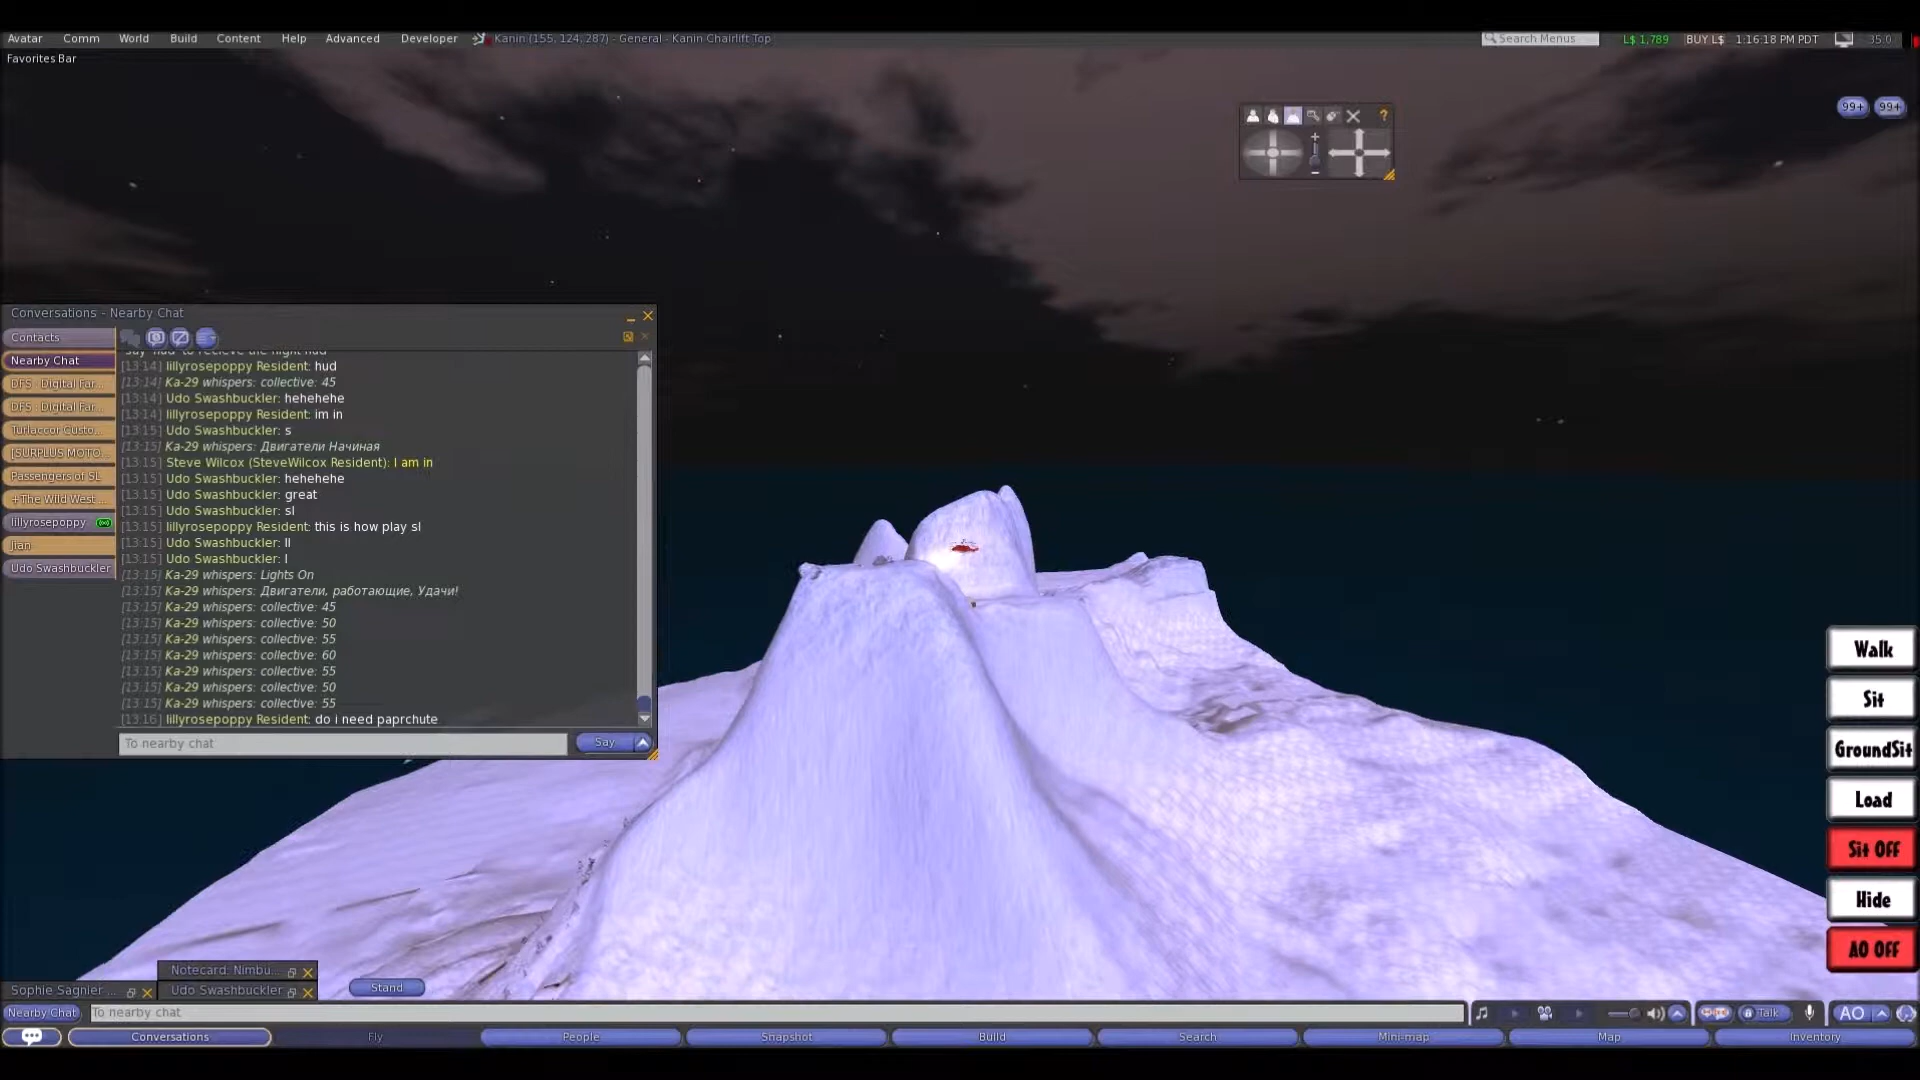 Avatar Comm World Build Content Help Advanced Developer Kanin (155, 124, 287) - General - Kanin Chairlift Top Search Menus L$ 1,789 BUY L$ 1:16:18 PM PDT 35.0
Favorites Bar
99+ 99+
Conversations - Nearby Chat
Contacts
Nearby Chat
DFS : Digital Far...
DFS : Digital Far...
Turlaccor Custo...
[SURPLUS MOTO...
Passengers of SL
+The Wild West ...
lillyrosepoppy
Jian
Udo Swashbuckler
[13:14] lillyrosepoppy Resident: hud
[13:14] Ka-29 whispers: collective: 45
[13:14] Udo Swashbuckler: hehehehe
[13:14] lillyrosepoppy Resident: im in
[13:15] Udo Swashbuckler: s
[13:15] Ka-29 whispers: Двигатели Начиная
[13:15] Steve Wilcox (SteveWilcox Resident): I am in
[13:15] Udo Swashbuckler: hehehehe
[13:15] Udo Swashbuckler: great
[13:15] Udo Swashbuckler: sl
[13:15] lillyrosepoppy Resident: this is how play sl
[13:15] Udo Swashbuckler: ll
[13:15] Udo Swashbuckler: l
[13:15] Ka-29 whispers: Lights On
[13:15] Ka-29 whispers: Двигатели, работающие, Удачи!
[13:15] Ka-29 whispers: collective: 45
[13:15] Ka-29 whispers: collective: 50
[13:15] Ka-29 whispers: collective: 55
[13:15] Ka-29 whispers: collective: 60
[13:15] Ka-29 whispers: collective: 55
[13:15] Ka-29 whispers: collective: 50
[13:15] Ka-29 whispers: collective: 55
[13:16] lillyrosepoppy Resident: do i need paprchute
To nearby chat Say
Walk
Sit
GroundSit
Load
Sit OFF
Hide
AO OFF
Notecard: Nimbu...
Sophie Sagnier ... Udo Swashbuckler Stand
Nearby Chat To nearby chat Talk AO
Conversations Fly People Snapshot Build Search Mini-map Map Inventory